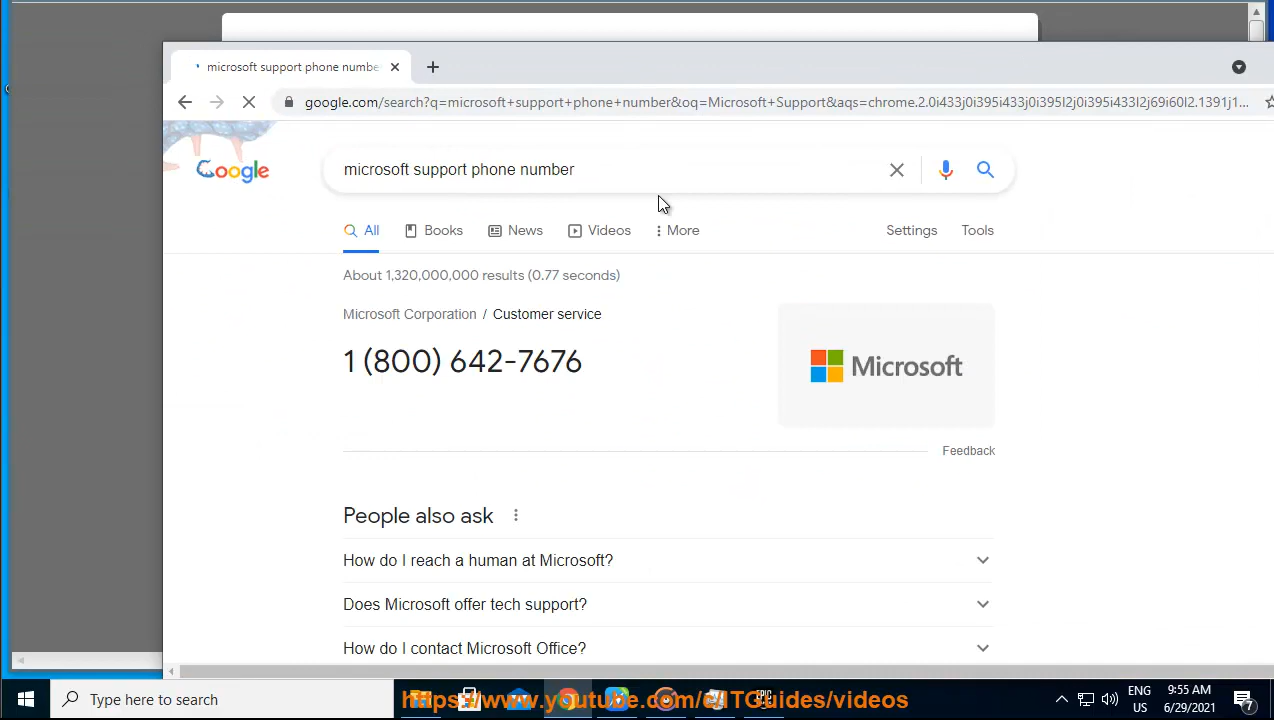 microsoft support phone numbe
google.com/search?q=microsoft+support+phone+number&oq=Microsoft+Support&aqs=chrome.2.0i433j0i395i433j0i395l2j0i395i433l2j69i60l2.1391j1...
Google
microsoft support phone number
All Books News Videos More Settings Tools
About 1,320,000,000 results (0.77 seconds)
Microsoft Corporation / Customer service
1 (800) 642-7676
Microsoft
Feedback
People also ask
How do I reach a human at Microsoft?
Does Microsoft offer tech support?
How do I contact Microsoft Office?
Type here to search
https://www.youtube.com/c/ITGuides/videos
ENG
US
9:55 AM
6/29/2021
7